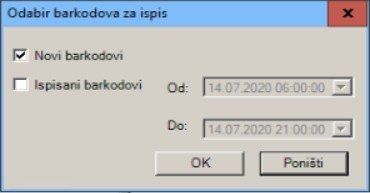 Odabir barkodova za ispis
Novi barkodovi
Ispisani barkodovi Od: 14.07.2020 06:00:00
Do: 14.07.2020 21:00:00
OK Poništi